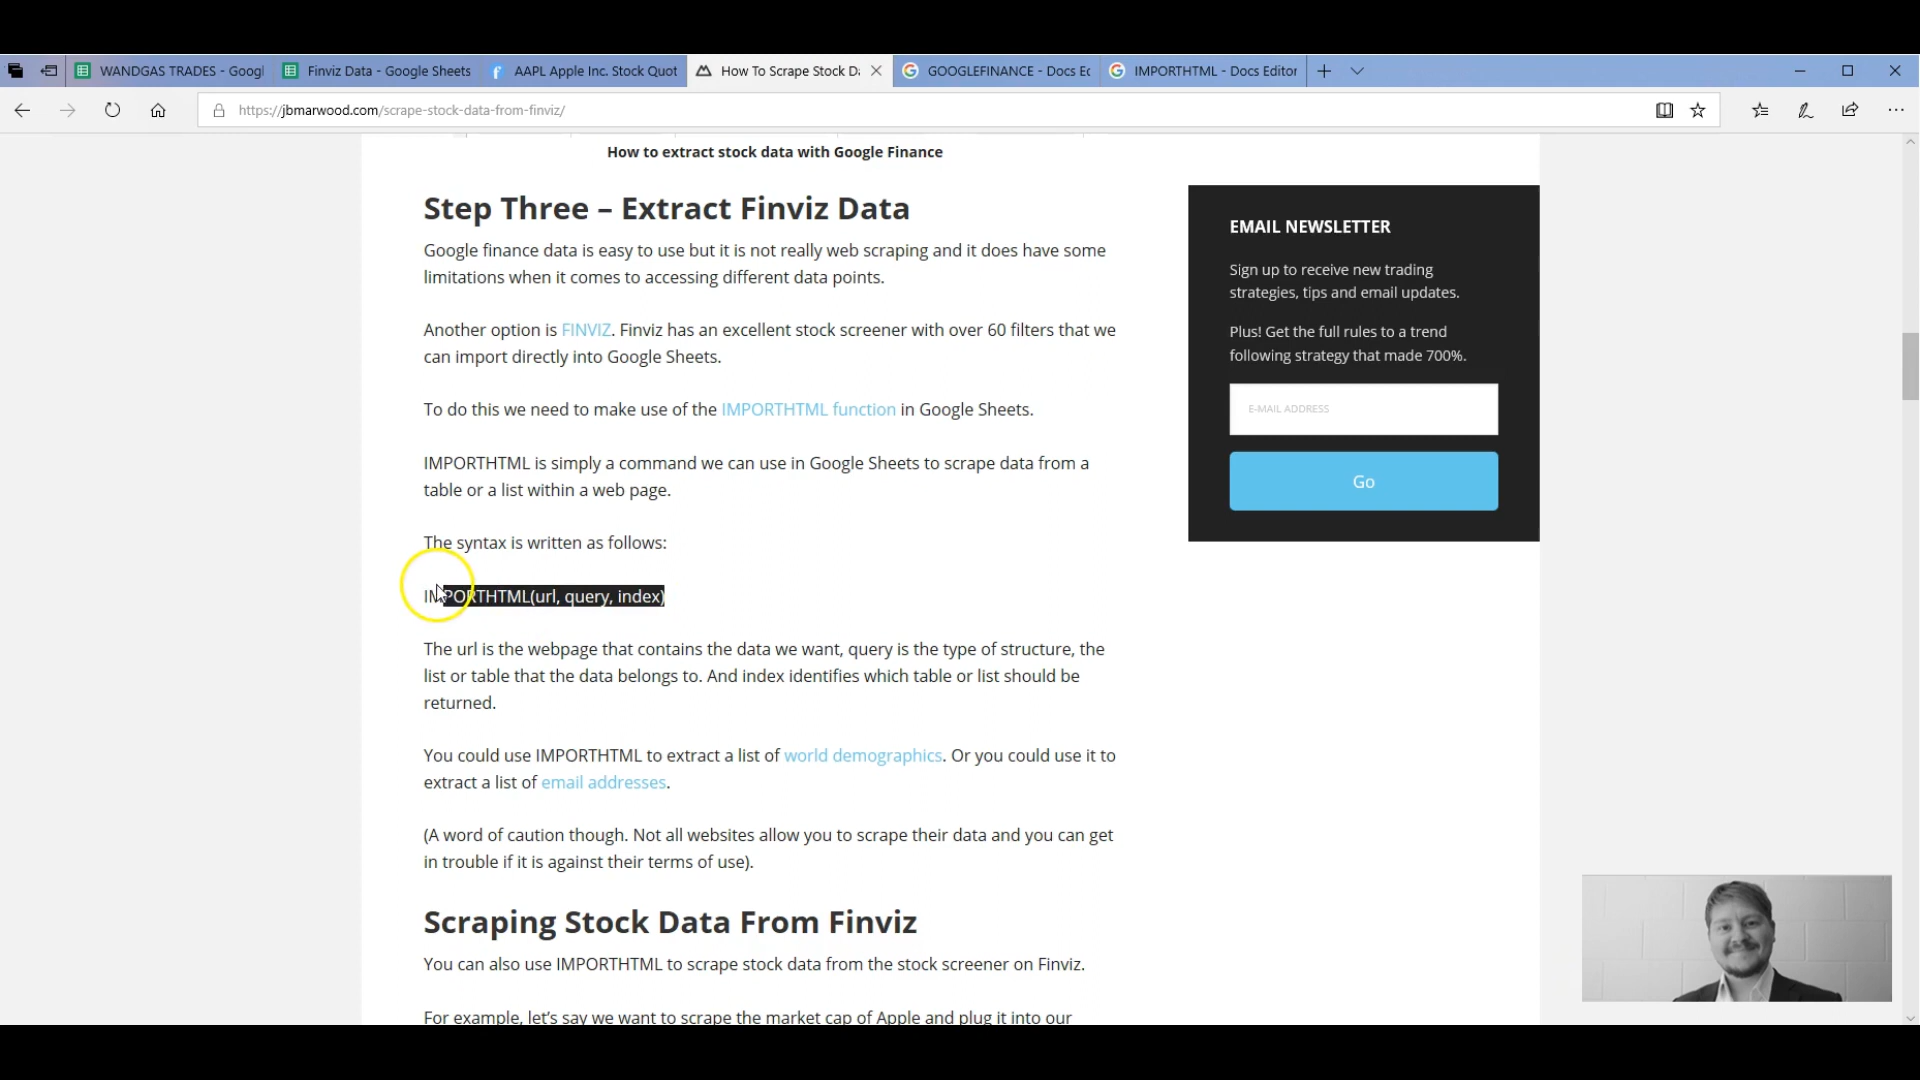 WANDGAS TRADES - Googl
Finviz Data - Google Sheets
AAPL Apple Inc. Stock Quot
How To Scrape Stock Da
GOOGLEFINANCE - Docs Ec
IMPORTHTML - Docs Editor
https://jbmarwood.com/scrape-stock-data-from-finviz/
How to extract stock data with Google Finance
Step Three – Extract Finviz Data
Google finance data is easy to use but it is not really web scraping and it does have some
limitations when it comes to accessing different data points.
Another option is FINVIZ. Finviz has an excellent stock screener with over 60 filters that we
can import directly into Google Sheets.
To do this we need to make use of the IMPORTHTML function in Google Sheets.
IMPORTHTML is simply a command we can use in Google Sheets to scrape data from a
table or a list within a web page.
The syntax is written as follows:
IMPORTHTML(url, query, index)
The url is the webpage that contains the data we want, query is the type of structure, the
list or table that the data belongs to. And index identifies which table or list should be
returned.
You could use IMPORTHTML to extract a list of world demographics. Or you could use it to
extract a list of email addresses.
(A word of caution though. Not all websites allow you to scrape their data and you can get
in trouble if it is against their terms of use).
Scraping Stock Data From Finviz
You can also use IMPORTHTML to scrape stock data from the stock screener on Finviz.
For example, let's say we want to scrape the market cap of Apple and plug it into our
EMAIL NEWSLETTER
Sign up to receive new trading
strategies, tips and email updates.
Plus! Get the full rules to a trend
following strategy that made 700%.
E-MAIL ADDRESS
Go